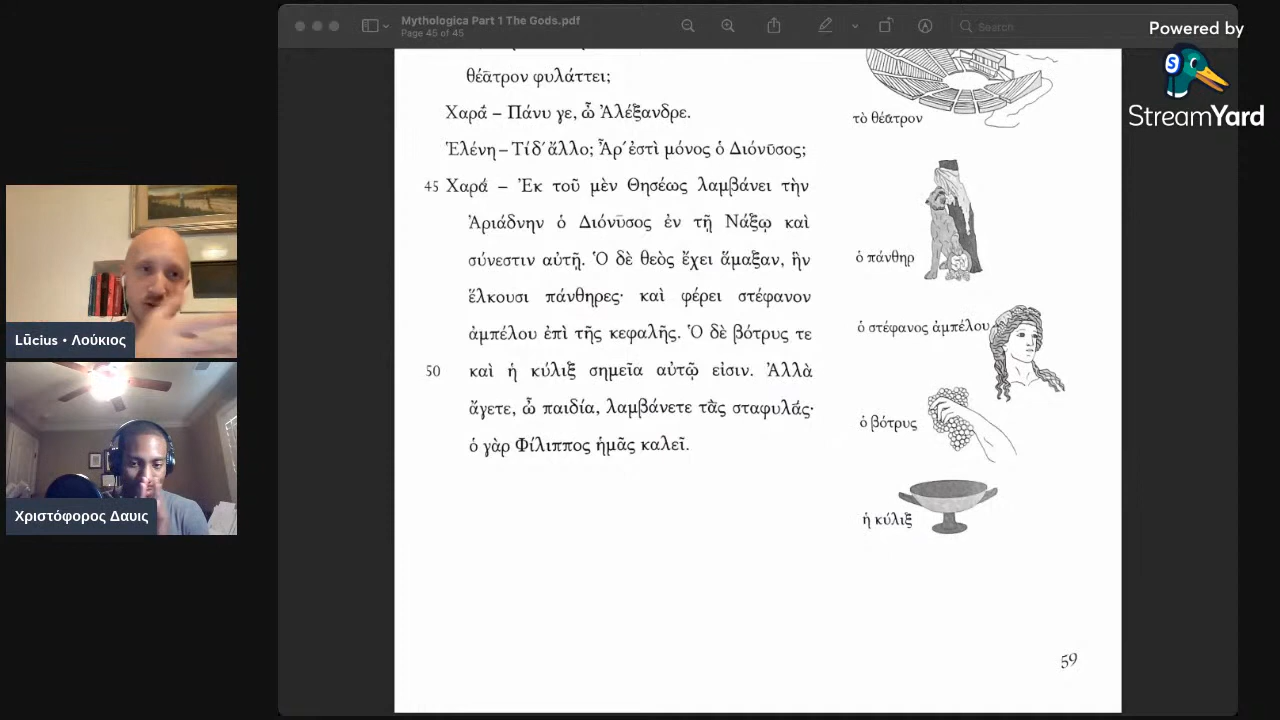 Mythologica Part 1 The Gods.pdf
Page 45 of 45
Search
Powered by
S
StreamYard
θέᾱτρον φυλάττει;
Χαρᾱ́ – Πάνυ γε, ὦ Ἀλέξανδρε.
Ἑλένη – Τί δ’ ἄλλο; Ἆρ’ ἐστὶ μόνος ὁ Διόνῡσος;
45 Χαρᾱ́ – Ἐκ τοῦ μὲν Θησέως λαμβάνει τὴν
Ἀριάδνην ὁ Διόνῡσος ἐν τῇ Νάξῳ καὶ
σύνεστιν αὐτῇ. Ὁ δὲ θεὸς ἔχει ἅμαξαν, ἣν
ἕλκουσι πάνθηρες· καὶ φέρει στέφανον
ἀμπέλου ἐπὶ τῆς κεφαλῆς. Ὁ δὲ βότρυς τε
50 καὶ ἡ κύλιξ σημεῖα αὐτῷ εἰσιν. Ἀλλὰ
ἄγετε, ὦ παιδία, λαμβάνετε τᾱ̀ς σταφυλᾱ́ς·
ὁ γὰρ Φίλιππος ἡμᾶς καλεῖ.
τὸ θέᾱτρον
ὁ πάνθηρ
ὁ στέφανος ἀμπέλου
ὁ βότρυς
ἡ κύλιξ
59
Lūcius • Λούκιος
Χριστόφορος Δαυις